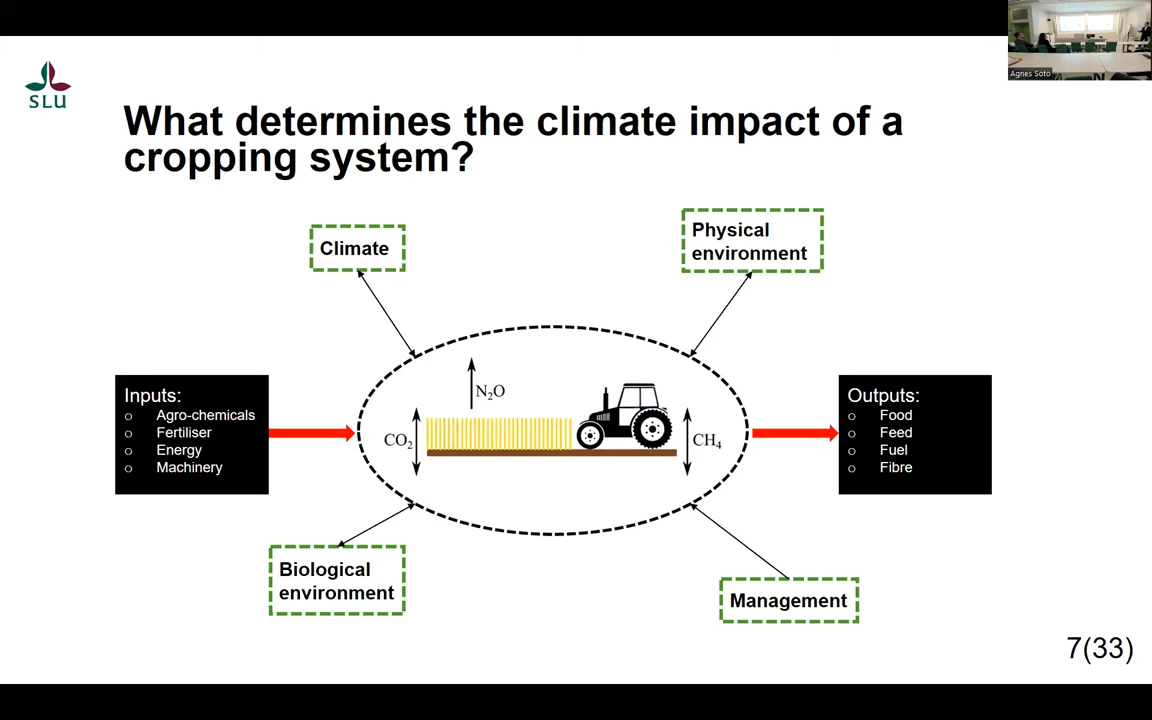 Agnes Soto
SLU
What determines the climate impact of a
cropping system?
Climate
Physical
environment
Inputs:
o Agro-chemicals
o Fertiliser
o Energy
o Machinery
N₂O
CO₂
CH₄
Outputs:
o Food
o Feed
o Fuel
o Fibre
Biological
environment
Management
7(33)